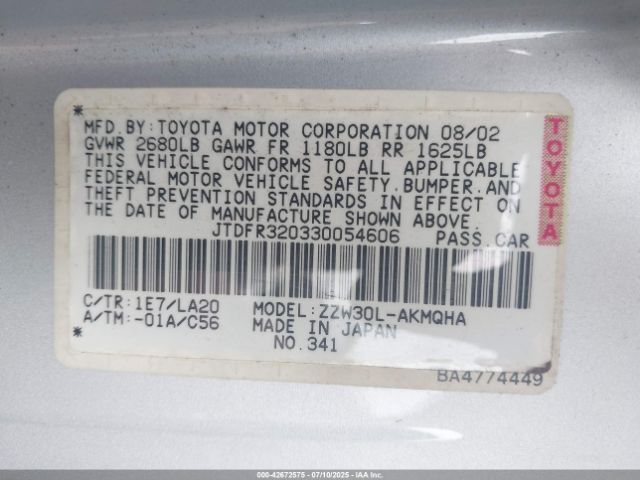 MFD.BY:TOYOTA MOTOR CORPORATION 08/02
GVWR 2680LB GAWR FR 1180LB RR 1625LB
THIS VEHICLE CONFORMS TO ALL APPLICABLE
FEDERAL MOTOR VEHICLE SAFETY.BUMPER.AND
THEFT PREVENTION STANDARDS IN EFFECT ON
THE DATE OF MANUFACTURE SHOWN ABOVE.
JTDFR320330054606 PASS.CAR
TOYOTA
C/TR:1E7/LA20 MODEL:ZZW30L-AKMQHA
A/TM:-01A/C56 MADE IN JAPAN
NO.341
BA4774449
000-42672575 - 07/10/2025 - IAAI.CA